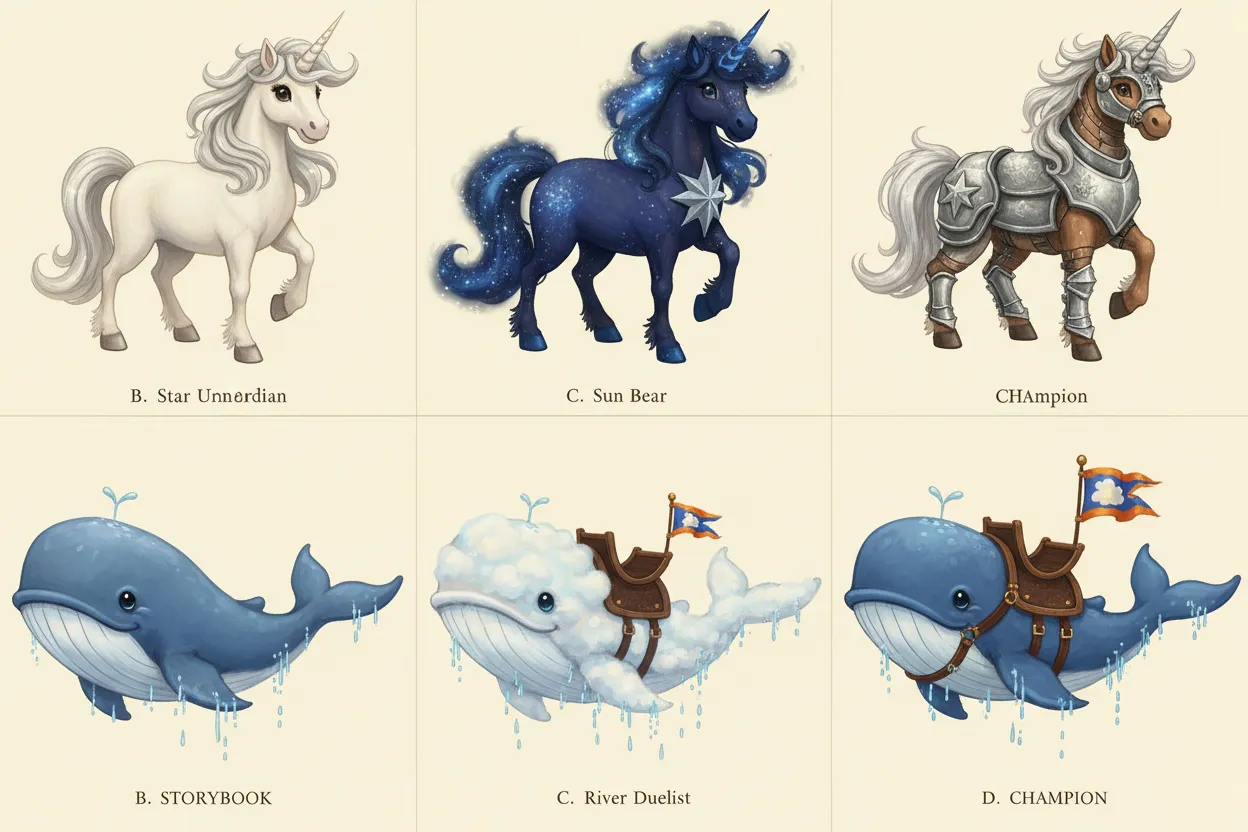 B. Star Unnerdian
C. Sun Bear
CHAmpion
B. STORYBOOK
C. River Duelist
D. CHAMPION